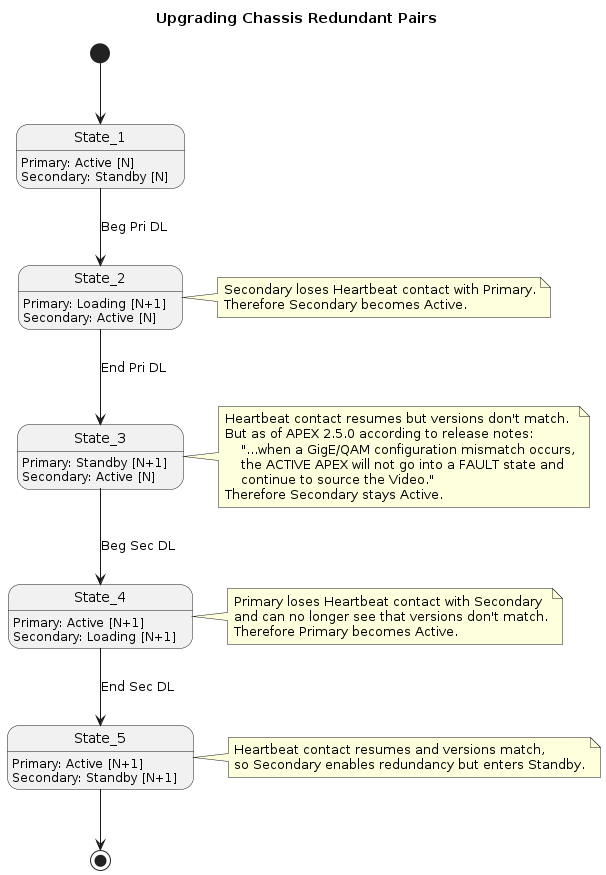 Upgrading Chassis Redundant Pairs
State_1
Primary: Active [N]
Secondary: Standby [N]
Beg Pri DL
State_2
Primary: Loading [N+1]
Secondary: Active [N]
Secondary loses Heartbeat contact with Primary.
Therefore Secondary becomes Active.
End Pri DL
State_3
Primary: Standby [N+1]
Secondary: Active [N]
Heartbeat contact resumes but versions don't match.
But as of APEX 2.5.0 according to release notes:
"...when a GigE/QAM configuration mismatch occurs,
the ACTIVE APEX will not go into a FAULT state and
continue to source the Video."
Therefore Secondary stays Active.
Beg Sec DL
State_4
Primary: Active [N+1]
Secondary: Loading [N+1]
Primary loses Heartbeat contact with Secondary
and can no longer see that versions don't match.
Therefore Primary becomes Active.
End Sec DL
State_5
Primary: Active [N+1]
Secondary: Standby [N+1]
Heartbeat contact resumes and versions match,
so Secondary enables redundancy but enters Standby.